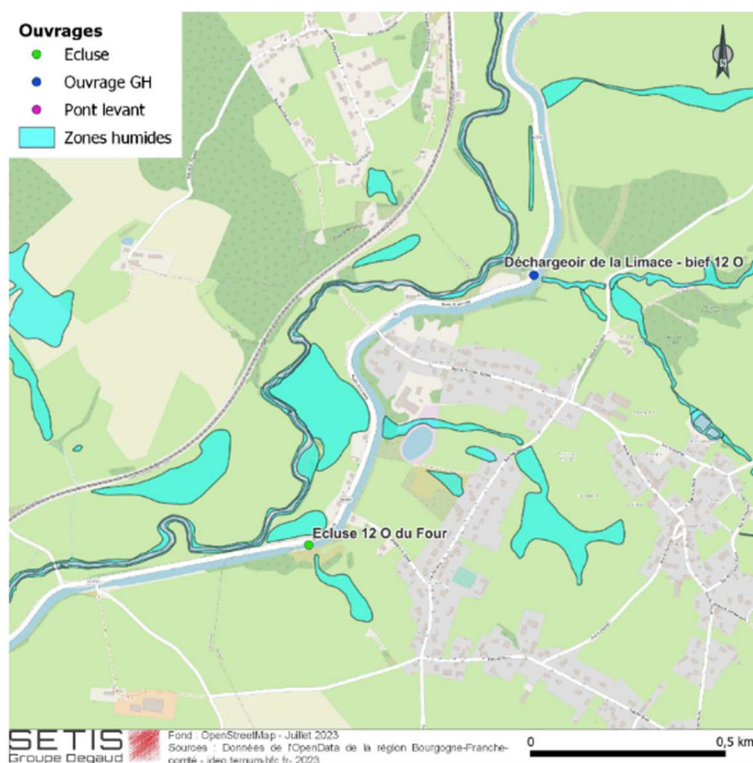 Ouvrages
Ecluse
Ouvrage GH
Pont levant
Zones humides
N
Déchargeoir de la Limace - bief 12 O
Ecluse 12 O du Four
SETIS
Groupe Degaud
Fond : OpenStreetMap - Juillet 2023
Sources : Données de l'OpenData de la région Bourgogne-Franche-
comté - ideo.ternum-bfc.fr- 2023
0
0,5 km